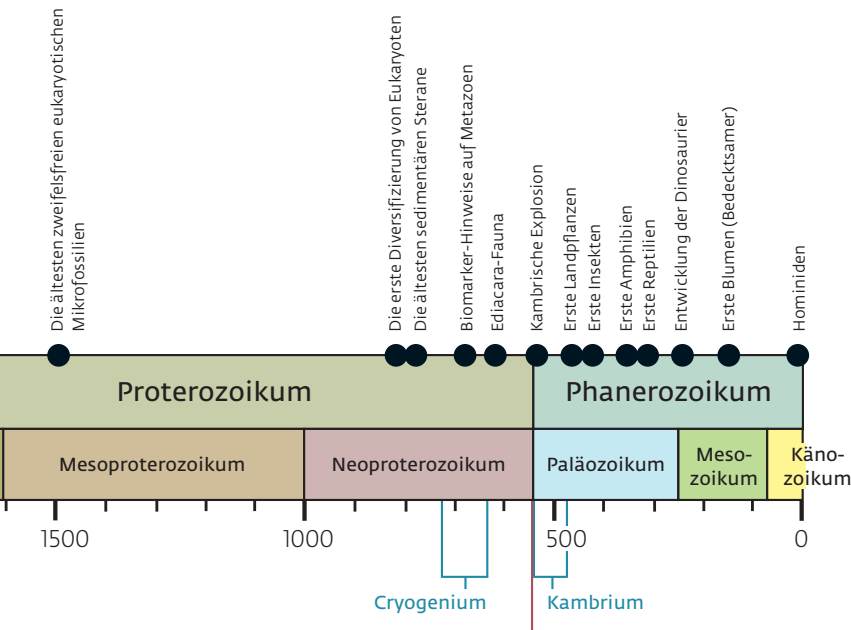 Die ältesten zweifelsfreien eukaryotischen
Mikrofossilien
Die erste Diversifizierung von Eukaryoten
Die ältesten sedimentären Sterane
Biomarker-Hinweise auf Metazoen
Ediacara-Fauna
Kambrische Explosion
Erste Landpflanzen
Erste Insekten
Erste Amphibien
Erste Reptilien
Entwicklung der Dinosaurier
Erste Blumen (Bedecktsamer)
Hominiden
Proterozoikum
Phanerozoikum
Mesoproterozoikum
Neoproterozoikum
Paläozoikum
Meso-
zoikum
Käno-
zoikum
1500
1000
500
0
Cryogenium
Kambrium